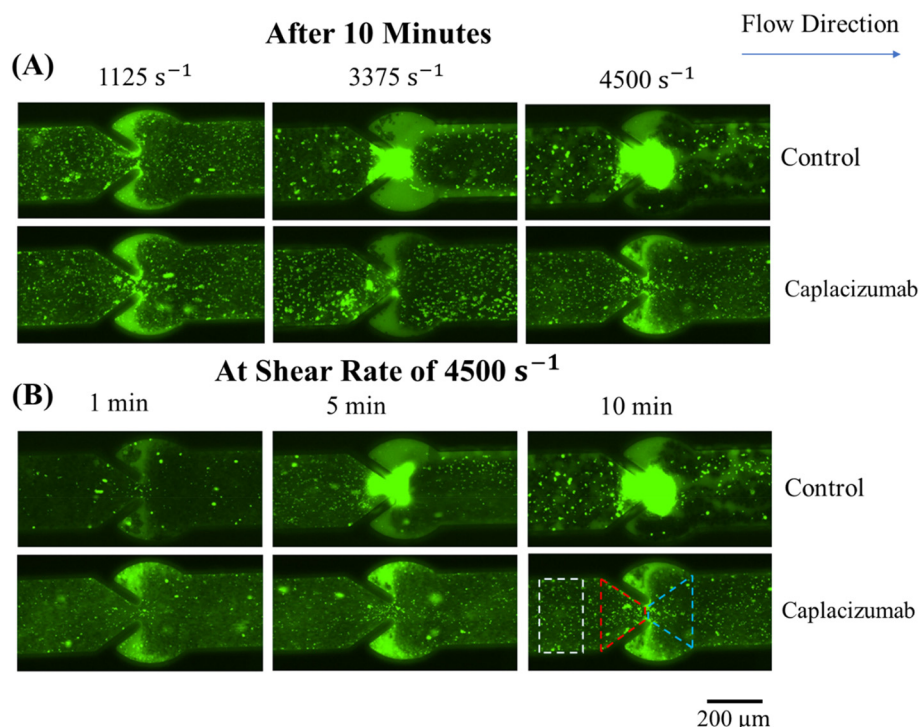 After 10 Minutes
Flow Direction
(A)
1125 s⁻¹
3375 s⁻¹
4500 s⁻¹
Control
Caplacizumab
At Shear Rate of 4500 s⁻¹
(B)
1 min
5 min
10 min
Control
Caplacizumab
200 µm